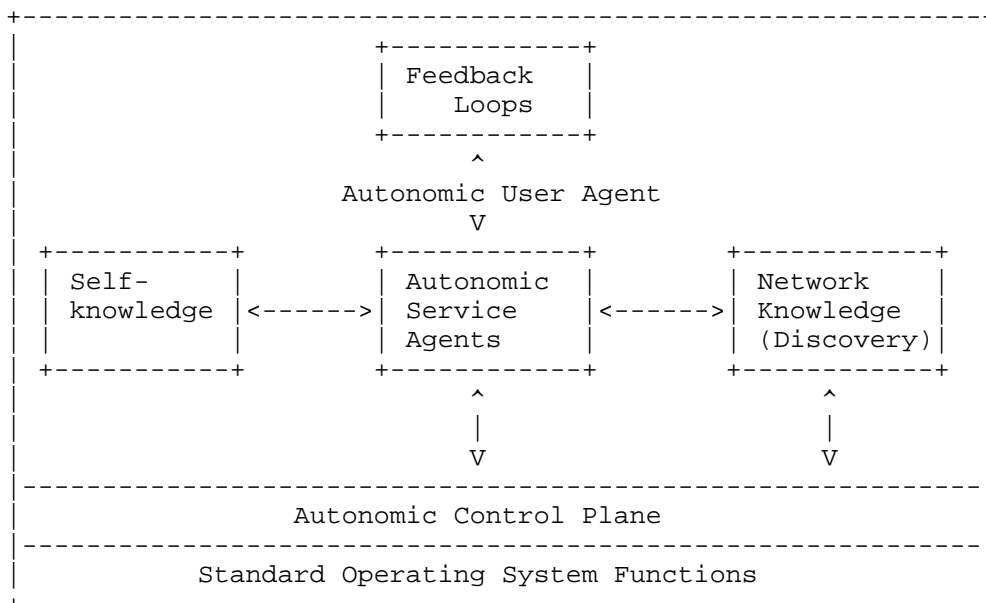 Feedback
Loops
Autonomic User Agent
Self- Autonomic Network
knowledge Service Knowledge
Agents (Discovery)
Autonomic Control Plane
Standard Operating System Functions